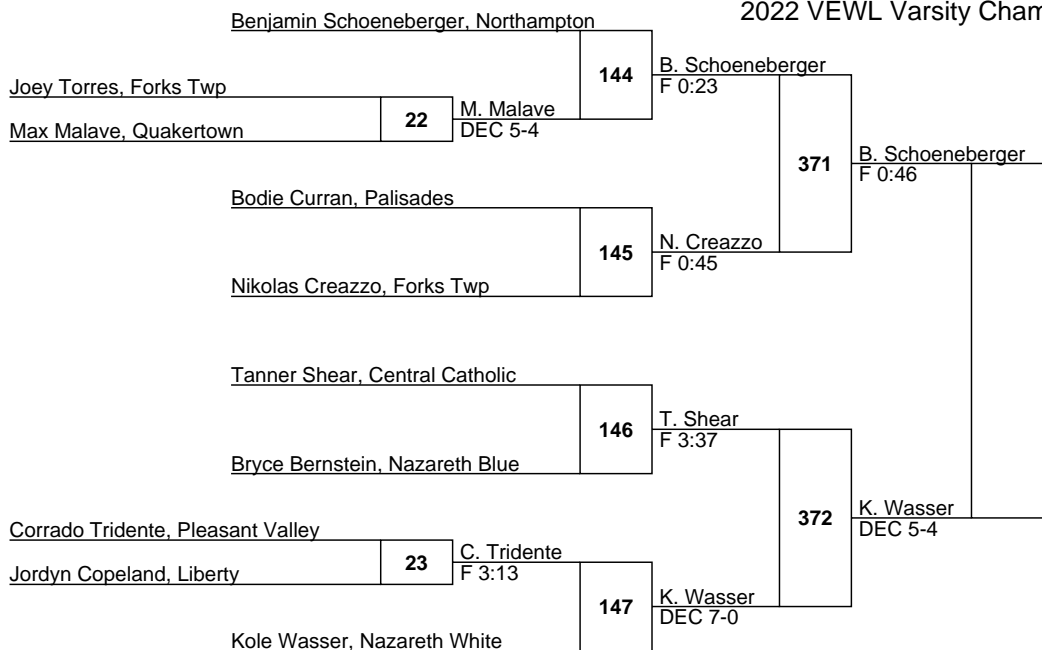 2022 VEWL Varsity Cham
Benjamin Schoeneberger, Northampton
144
B. Schoeneberger
F 0:23
Joey Torres, Forks Twp
22
M. Malave
DEC 5-4
Max Malave, Quakertown
371
B. Schoeneberger
F 0:46
Bodie Curran, Palisades
145
N. Creazzo
F 0:45
Nikolas Creazzo, Forks Twp
Tanner Shear, Central Catholic
146
T. Shear
F 3:37
Bryce Bernstein, Nazareth Blue
372
K. Wasser
DEC 5-4
Corrado Tridente, Pleasant Valley
23
C. Tridente
F 3:13
Jordyn Copeland, Liberty
147
K. Wasser
DEC 7-0
Kole Wasser, Nazareth White